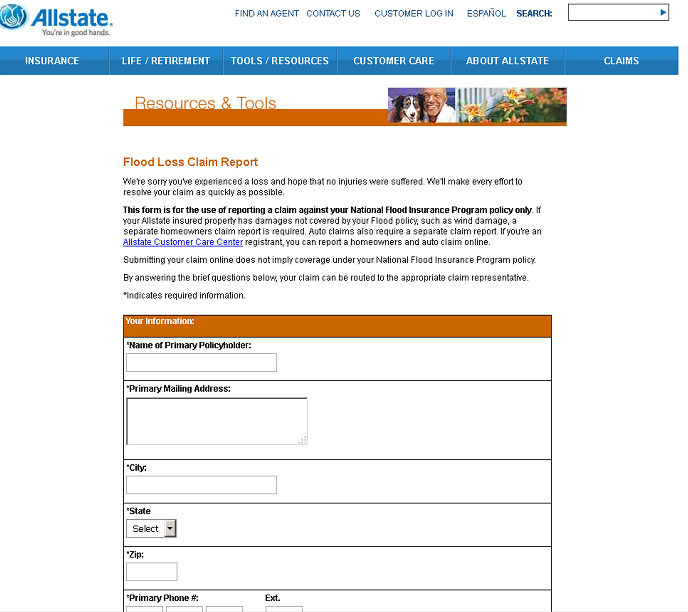 Allstate.
You're in good hands.
FIND AN AGENT CONTACT US CUSTOMER LOG IN ESPAÑOL SEARCH:
INSURANCE LIFE / RETIREMENT TOOLS / RESOURCES CUSTOMER CARE ABOUT ALLSTATE CLAIMS
Resources & Tools
Flood Loss Claim Report
We're sorry you've experienced a loss and hope that no injuries were suffered. We'll make every effort to
resolve your claim as quickly as possible.
This form is for the use of reporting a claim against your National Flood Insurance Program policy only. If
your Allstate insured property has damages not covered by your Flood policy, such as wind damage, a
separate homeowners claim report is required. Auto claims also require a separate claim report. If you're an
Allstate Customer Care Center registrant, you can report a homeowners and auto claim online.
Submitting your claim online does not imply coverage under your National Flood Insurance Program policy.
By answering the brief questions below, your claim can be routed to the appropriate claim representative.
*Indicates required information.
Your Information:
*Name of Primary Policyholder:
*Primary Mailing Address:
*City:
*State
Select
*Zip:
*Primary Phone #: Ext.